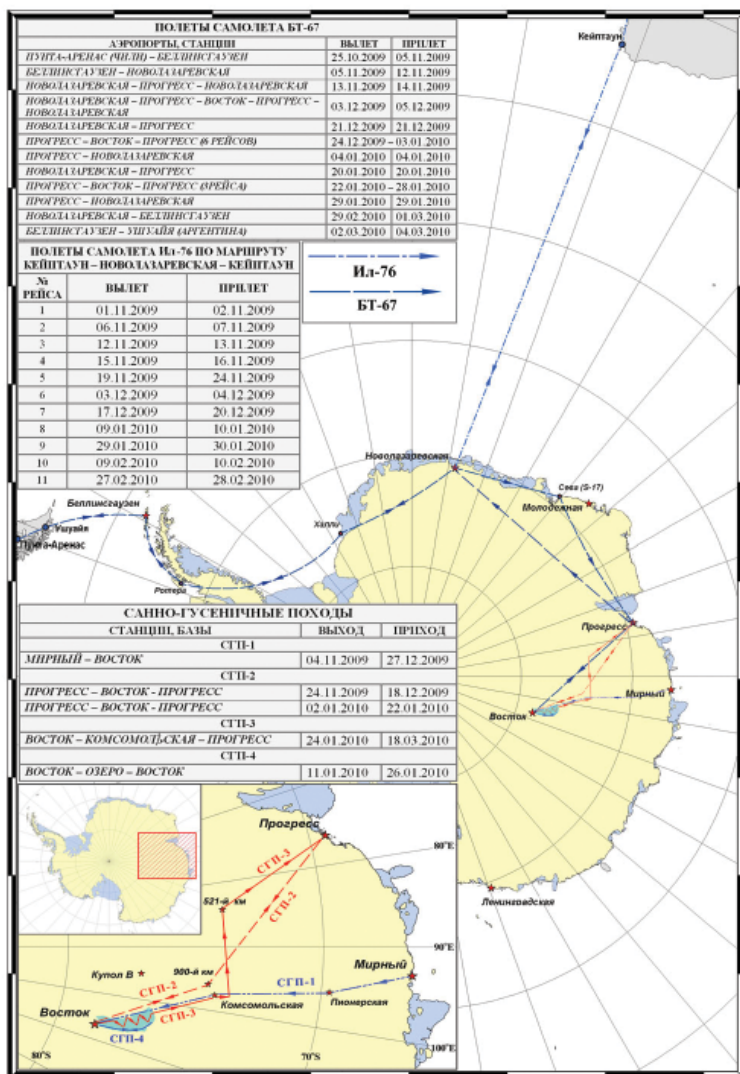 ПОЛЕТЫ САМОЛЕТА БТ-67
АЭРОПОРТЫ, СТАНЦИИ ВЫЛЕТ ПРИЛЕТ
ПУНТА-АРЕНАС (ЧИЛИ) – БЕЛЛИНСГАУЗЕН 25.10.2009 05.11.2009
БЕЛЛИНСГАУЗЕН – НОВОЛАЗАРЕВСКАЯ 05.11.2009 12.11.2009
НОВОЛАЗАРЕВСКАЯ – ПРОГРЕСС – НОВОЛАЗАРЕВСКАЯ 13.11.2009 14.11.2009
НОВОЛАЗАРЕВСКАЯ – ПРОГРЕСС – ВОСТОК – ПРОГРЕСС –
НОВОЛАЗАРЕВСКАЯ 03.12.2009 05.12.2009
НОВОЛАЗАРЕВСКАЯ – ПРОГРЕСС 21.12.2009 21.12.2009
ПРОГРЕСС – ВОСТОК – ПРОГРЕСС (6 РЕЙСОВ) 24.12.2009 – 03.01.2010
ПРОГРЕСС – НОВОЛАЗАРЕВСКАЯ 04.01.2010 04.01.2010
НОВОЛАЗАРЕВСКАЯ – ПРОГРЕСС 20.01.2010 20.01.2010
ПРОГРЕСС – ВОСТОК – ПРОГРЕСС (3РЕЙСА) 22.01.2010 – 28.01.2010
ПРОГРЕСС – НОВОЛАЗАРЕВСКАЯ 29.01.2010 29.01.2010
НОВОЛАЗАРЕВСКАЯ – БЕЛЛИНСГАУЗЕН 29.02.2010 01.03.2010
БЕЛЛИНСГАУЗЕН – УШУАЙЯ (АРГЕНТИНА) 02.03.2010 04.03.2010
Кейптаун
ПОЛЕТЫ САМОЛЕТА Ил-76 ПО МАРШРУТУ
КЕЙПТАУН – НОВОЛАЗАРЕВСКАЯ – КЕЙПТАУН
№ РЕЙСА ВЫЛЕТ ПРИЛЕТ
1 01.11.2009 02.11.2009
2 06.11.2009 07.11.2009
3 12.11.2009 13.11.2009
4 15.11.2009 16.11.2009
5 19.11.2009 24.11.2009
6 03.12.2009 04.12.2009
7 17.12.2009 20.12.2009
8 09.01.2010 10.01.2010
9 29.01.2010 30.01.2010
10 09.02.2010 10.02.2010
11 27.02.2010 28.02.2010
Ил-76
БТ-67
Новолазаревская
Сева (S-17)
Молодежная
Беллинсгаузен
Ушуайя
Пунта-Аренас
Халли
Ротера
Прогресс
Мирный
Восток
Ленинградская
САННО-ГУСЕНИЧНЫЕ ПОХОДЫ
СТАНЦИИ, БАЗЫ ВЫХОД ПРИХОД
СГП-1
МИРНЫЙ – ВОСТОК 04.11.2009 27.12.2009
СГП-2
ПРОГРЕСС – ВОСТОК - ПРОГРЕСС 24.11.2009 18.12.2009
ПРОГРЕСС – ВОСТОК - ПРОГРЕСС 02.01.2010 22.01.2010
СГП-3
ВОСТОК – КОМСОМОЛЬСКАЯ – ПРОГРЕСС 24.01.2010 18.03.2010
СГП-4
ВОСТОК – ОЗЕРО – ВОСТОК 11.01.2010 26.01.2010
Прогресс
80°E
СГП-3
521-й км
СГП-2
90°E
Купол В
900-й км
Мирный
СГП-2
СГП-1
Комсомольская
Пионерская
Восток
СГП-3
СГП-4
80°S
70°S
100°E